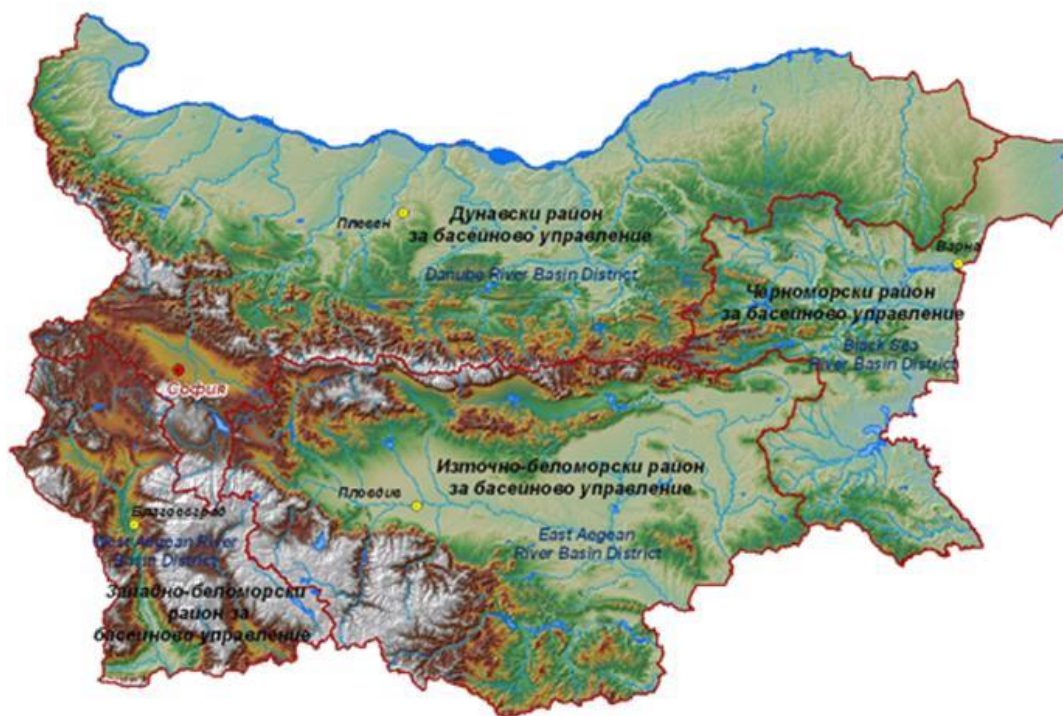 Плевен
Дунавски район
за басейново управление
Danube River Basin District
Варна
Черноморски район
за басейново управление
Black Sea
River Basin District
София
Източно-беломорски район
за басейново управление
Пловдив
Благоевград
East Aegean
River Basin District
West Aegean River
Basin District
Западно-беломорски
район за
басейново управление